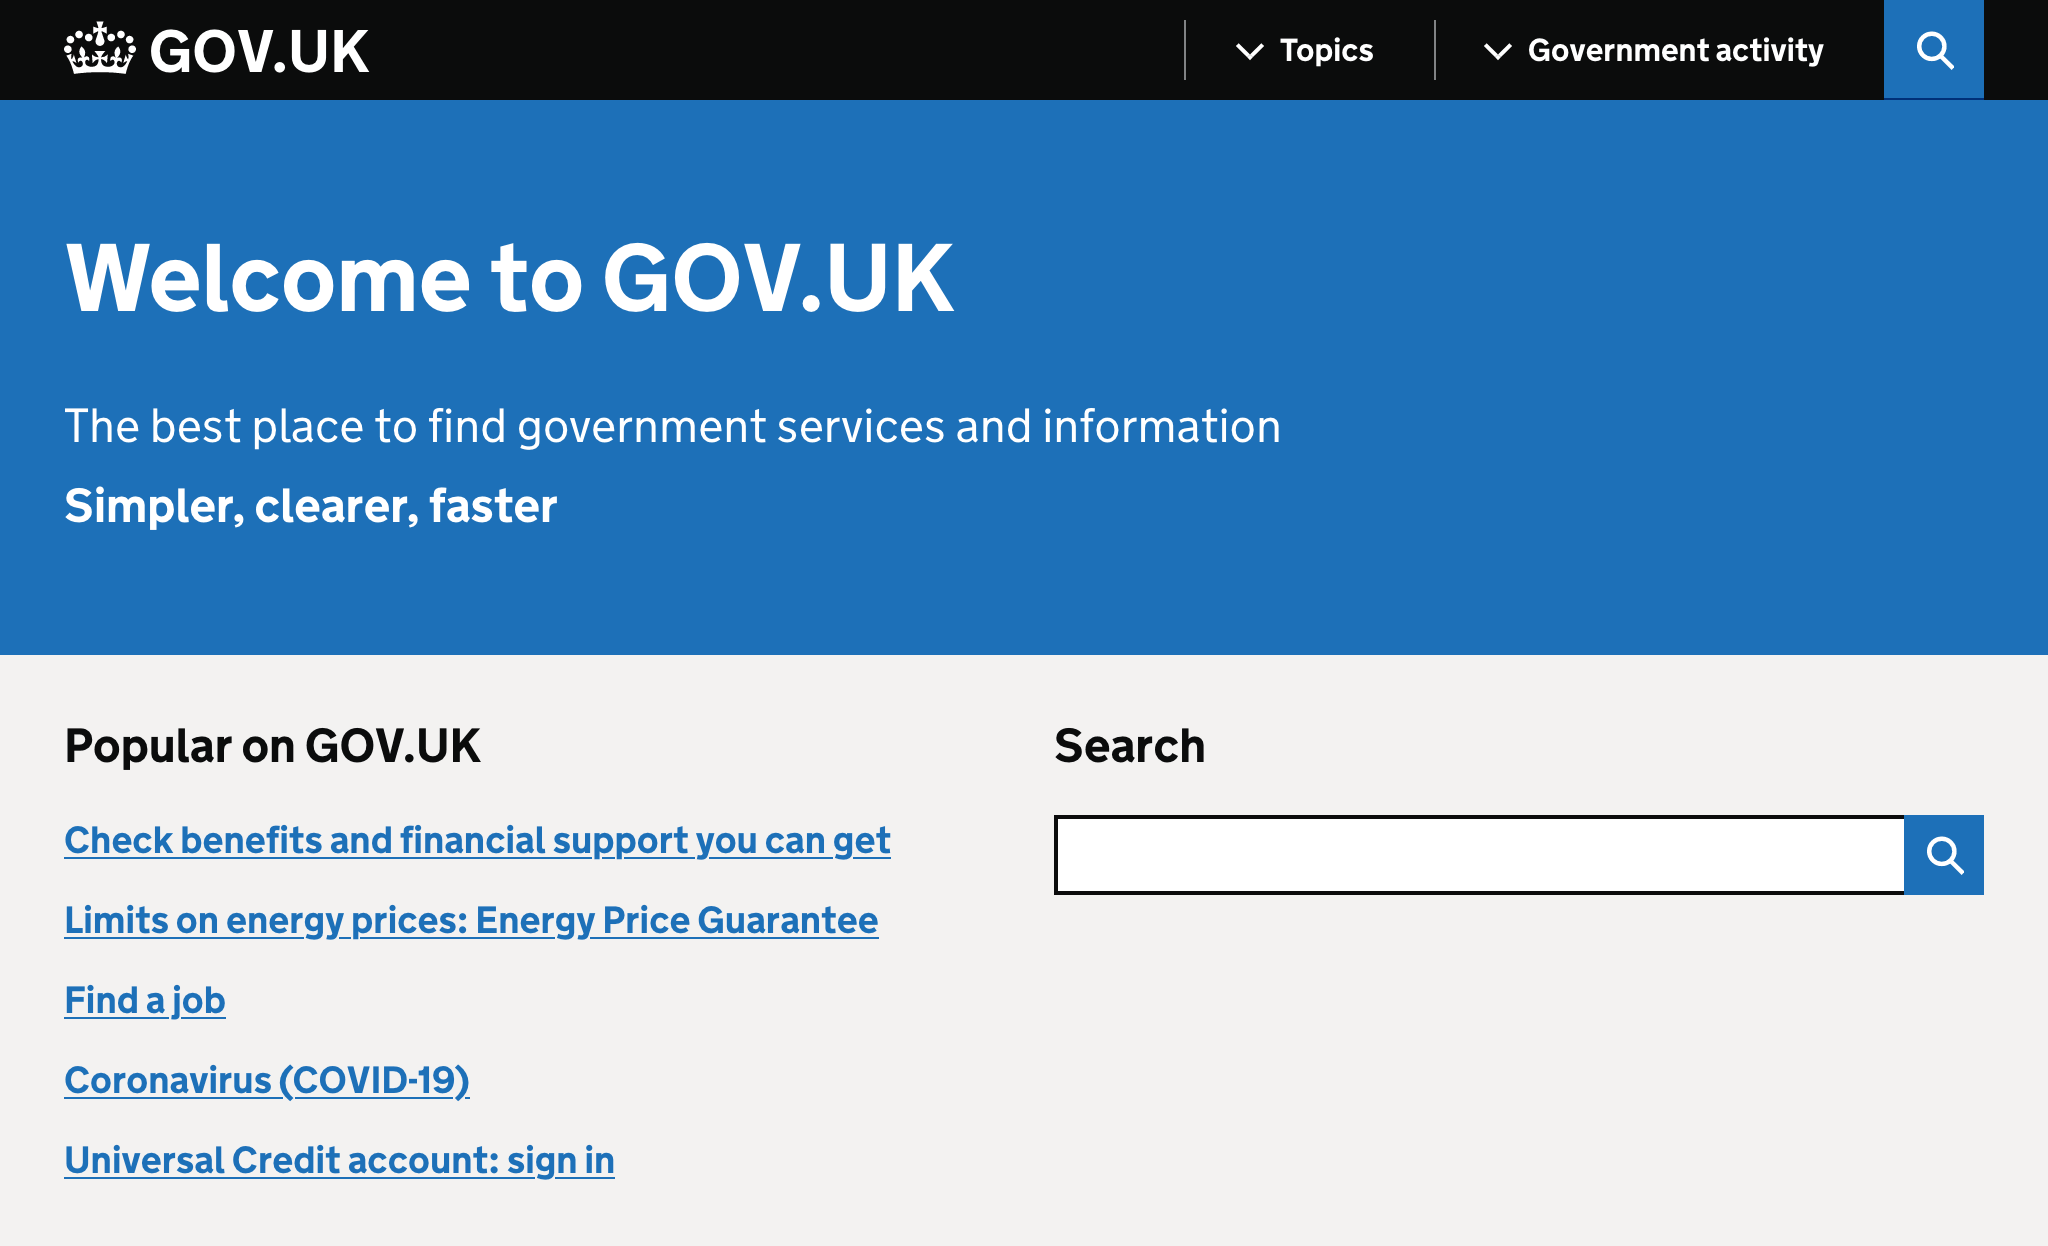 GOV.UK
Topics
Government activity
Welcome to GOV.UK
The best place to find government services and information
Simpler, clearer, faster
Popular on GOV.UK
Check benefits and financial support you can get
Limits on energy prices: Energy Price Guarantee
Find a job
Coronavirus (COVID-19)
Universal Credit account: sign in
Search